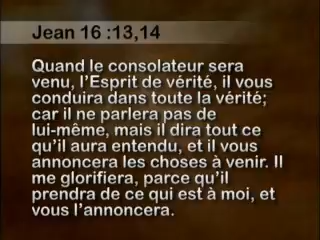 Jean 16 :13,14
Quand le consolateur sera
venu, l'Esprit de vérité, il vous
conduira dans toute la vérité;
car il ne parlera pas de
lui-même, mais il dira tout ce
qu'il aura entendu, et il vous
annoncera les choses à venir. Il
me glorifiera, parce qu'il
prendra de ce qui est à moi, et
vous l'annoncera.